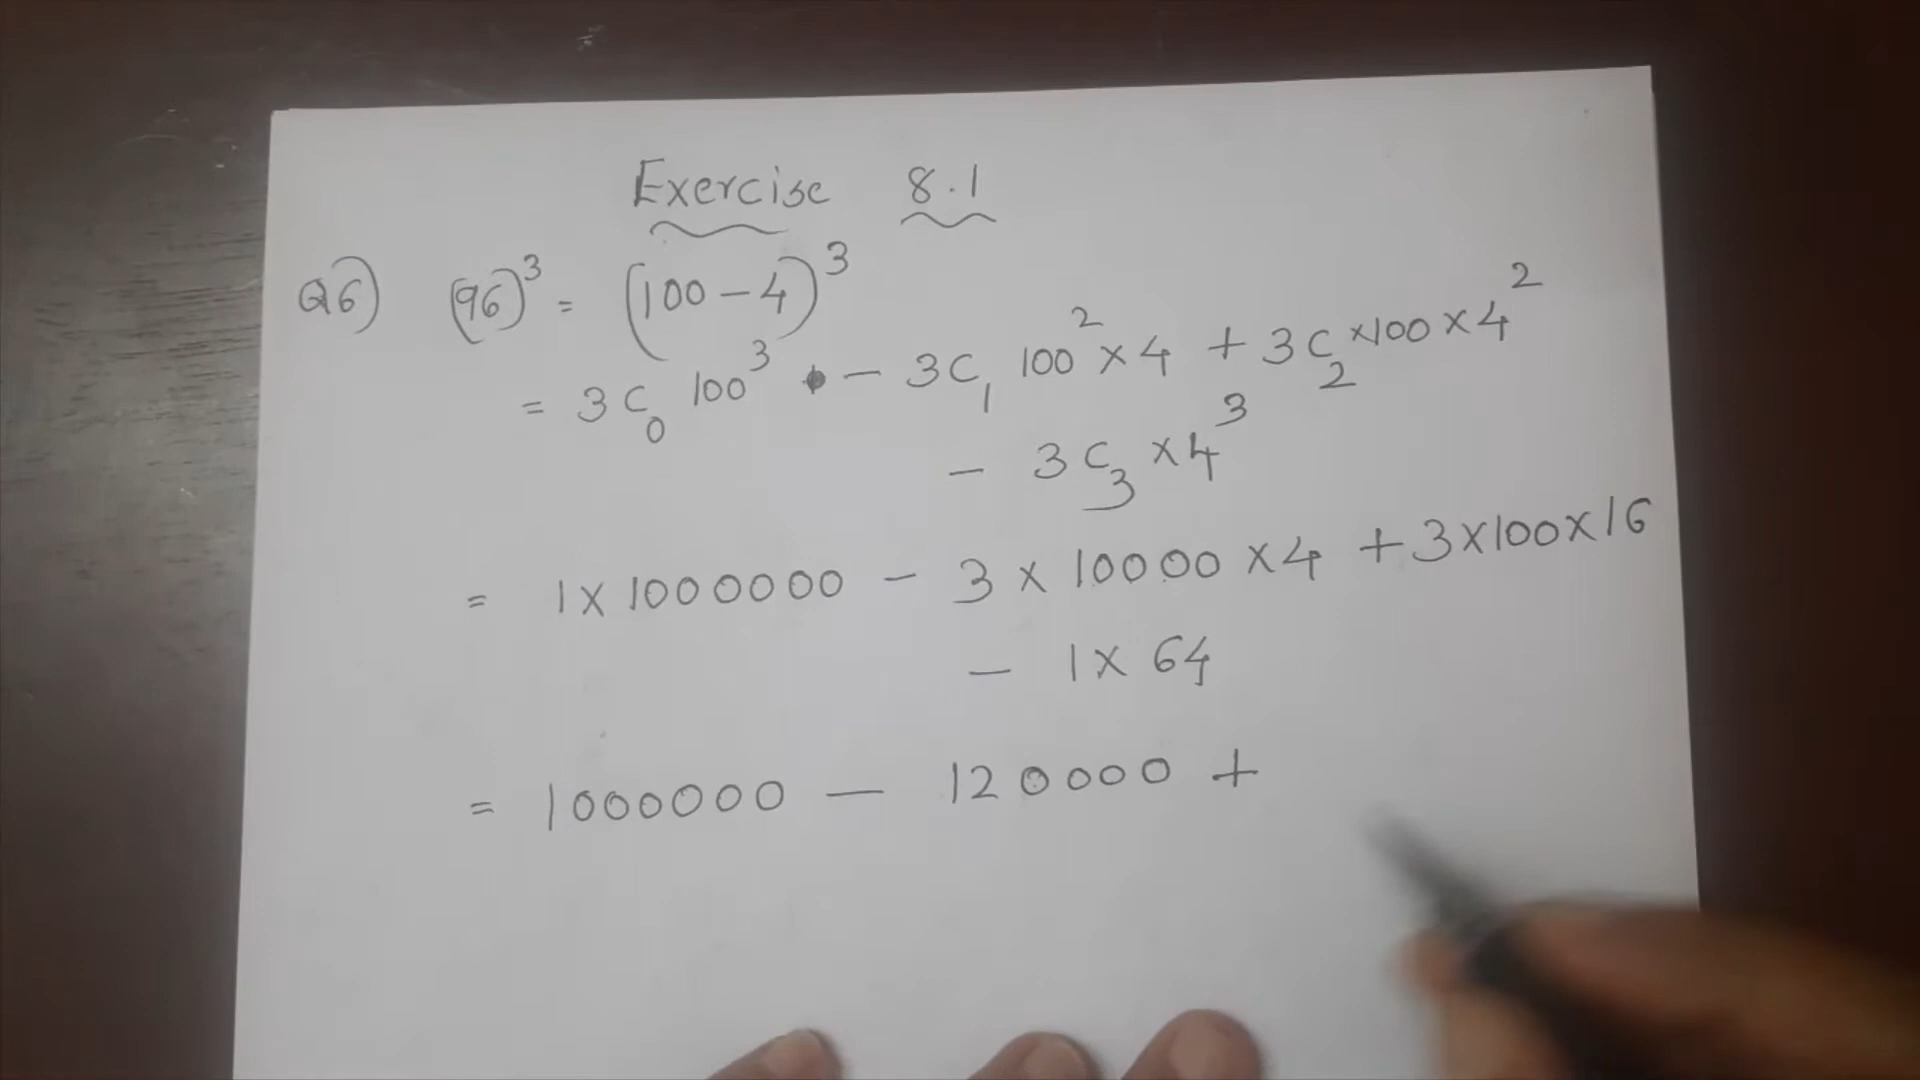 Exercise 8.1
Q6) (96)³ = (100-4)³
= 3C₀ 100³ - 3C₁ 100² × 4 + 3C₂ × 100 × 4²
- 3C₃ × 4³
= 1 × 1000000 - 3 × 10000 × 4 + 3 × 100 × 16
- 1 × 64
= 1000000 - 120000 +